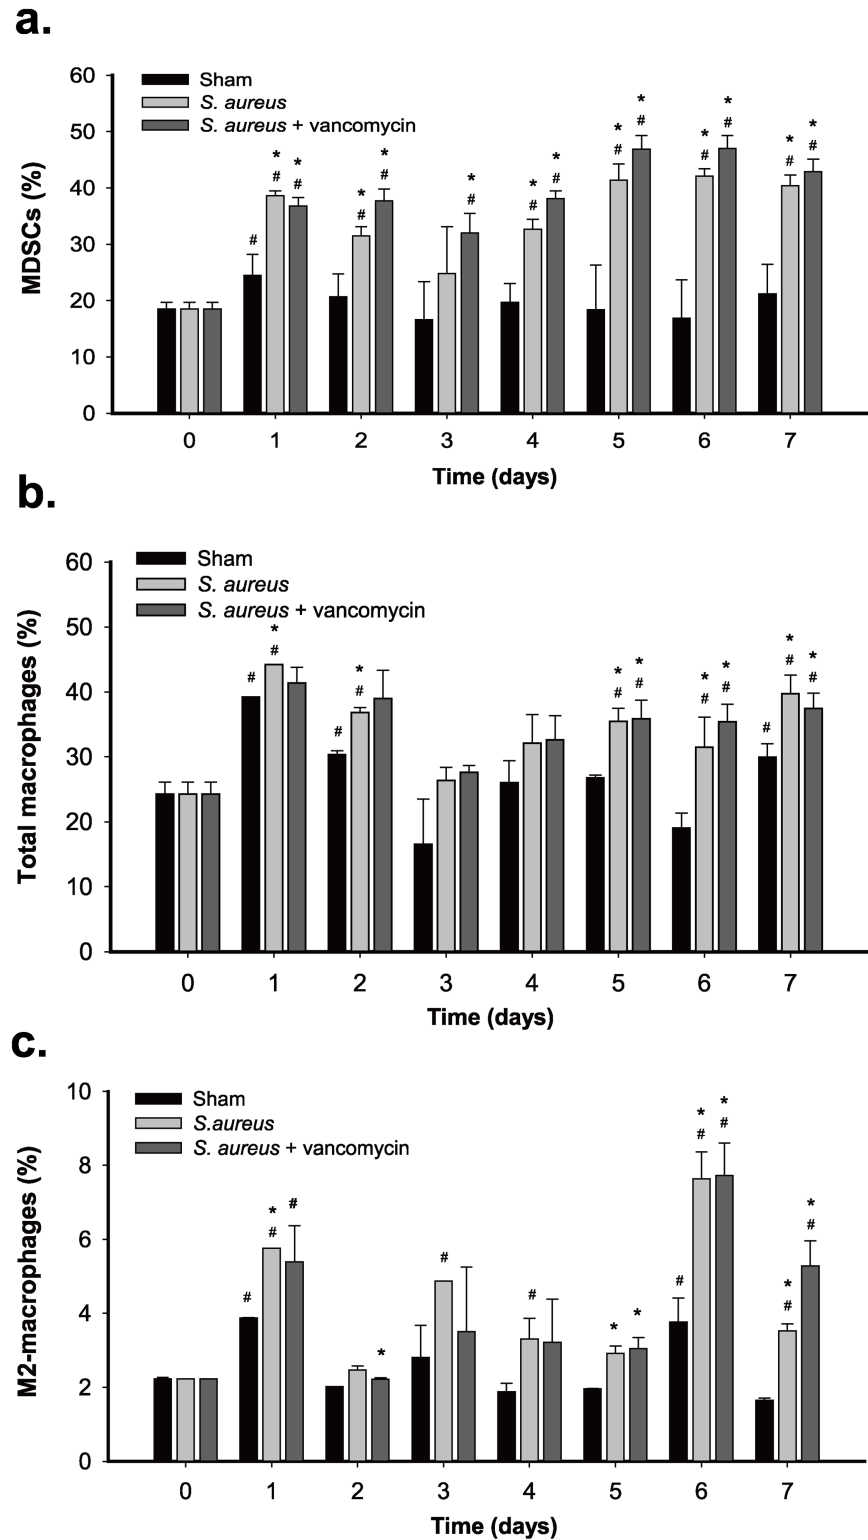 a.
Sham
S. aureus
S. aureus + vancomycin
MDSCs (%)
60
50
40
30
20
10
0
* * * * * * * * * * * * *
# # # # # # # # # # # # # #
0 1 2 3 4 5 6 7
Time (days)
b.
Sham
S. aureus
S. aureus + vancomycin
Total macrophages (%)
60
50
40
30
20
10
0
* * * * * * * *
# # # # # # # # # # #
0 1 2 3 4 5 6 7
Time (days)
c.
Sham
S.aureus
S. aureus + vancomycin
M2-macrophages (%)
10
8
6
4
2
0
* * * * * * * *
# # # # # # # # # #
0 1 2 3 4 5 6 7
Time (days)